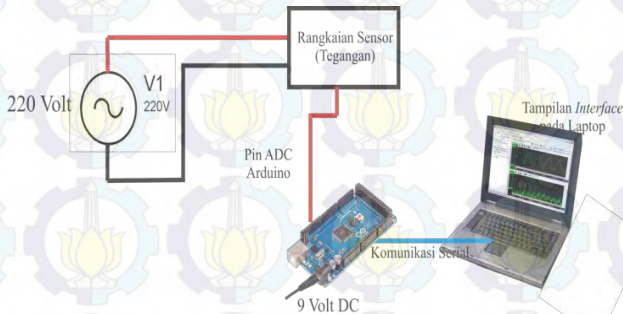 Rangkaian Sensor
(Tegangan)
220 Volt
V1
220V
Tampilan Interface
pada Laptop
Pin ADC
Arduino
Komunikasi Serial
9 Volt DC